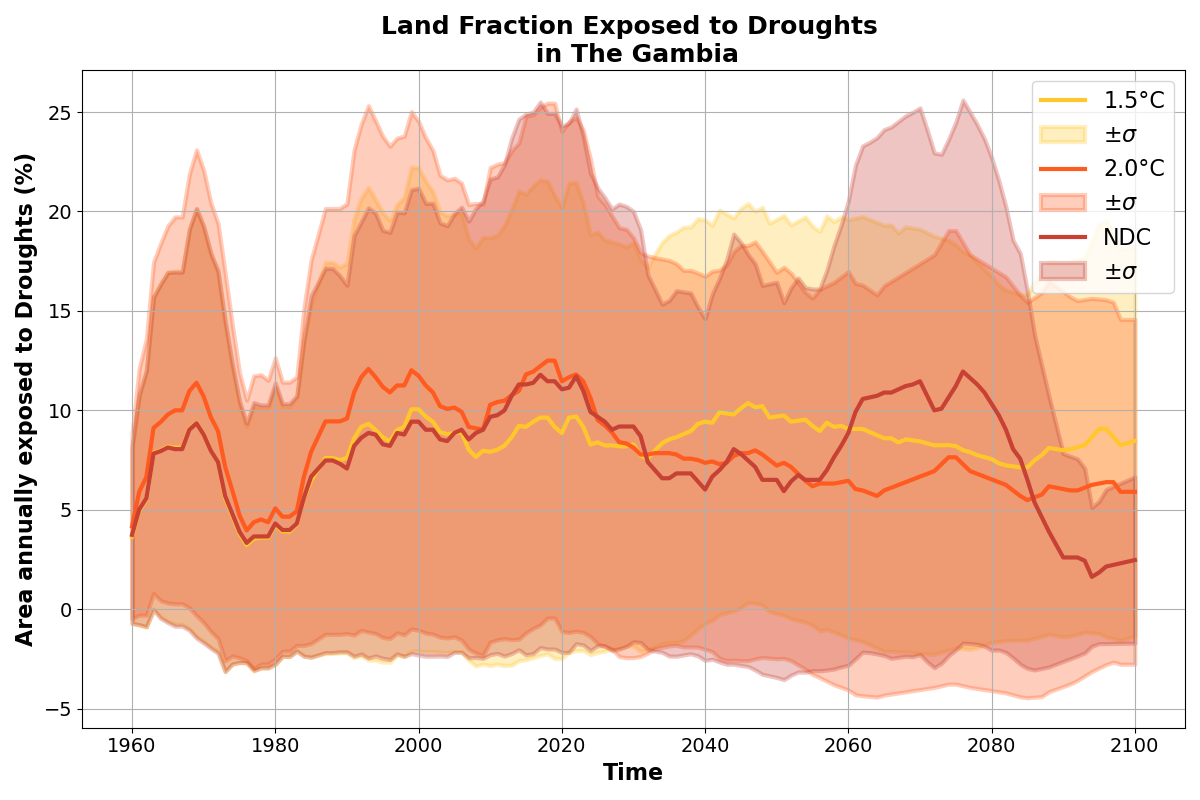 Land Fraction Exposed to Droughts
in The Gambia
Area annually exposed to Droughts (%)
25
20
15
10
5
0
−5
1960
1980
2000
2020
2040
2060
2080
2100
Time
1.5°C
±σ
2.0°C
±σ
NDC
±σ